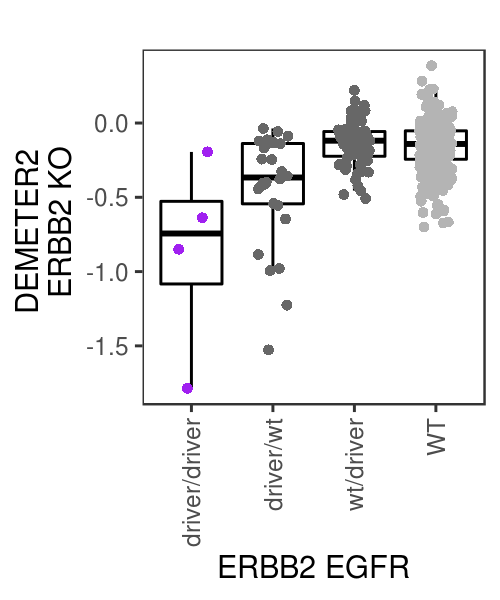 DEMETER2
ERBB2 KO
0.0
-0.5
-1.0
-1.5
driver/driver
driver/wt
wt/driver
WT
ERBB2 EGFR